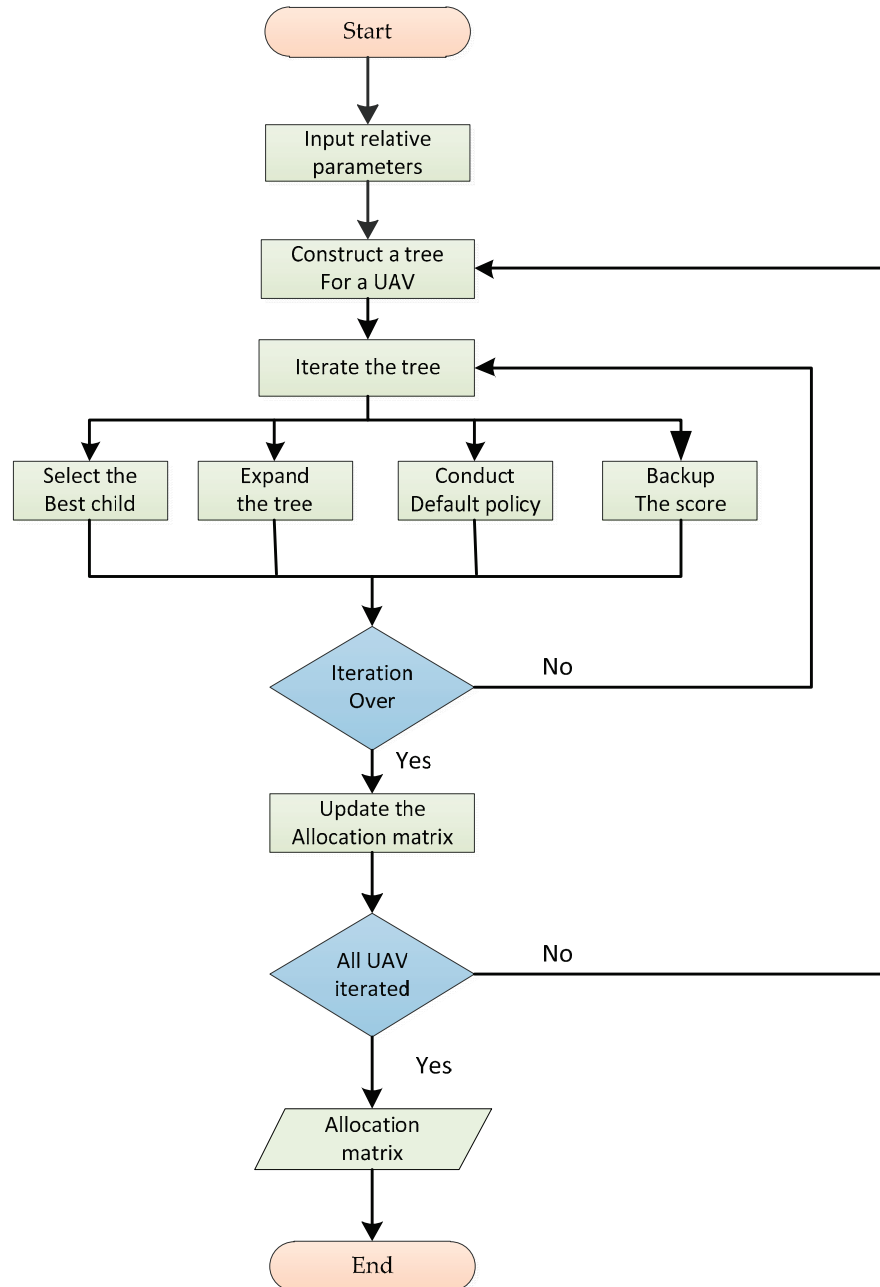 Start
Input relative
parameters
Construct a tree
For a UAV
Iterate the tree
Select the
Best child
Expand
the tree
Conduct
Default policy
Backup
The score
Iteration
Over
No
Yes
Update the
Allocation matrix
All UAV
iterated
No
Yes
Allocation
matrix
End